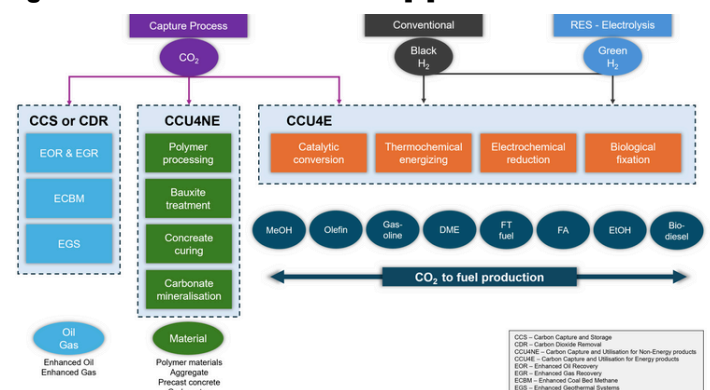 Capture Process
Conventional
RES - Electrolysis
CO2
Black
H2
Green
H2
CCS or CDR
CCU4NE
CCU4E
EOR & EGR
ECBM
EGS
Polymer
processing
Bauxite
treatment
Concreate
curing
Carbonate
mineralisation
Catalytic
conversion
Thermochemical
energizing
Electrochemical
reduction
Biological
fixation
MeOH
Olefin
Gas-
oline
DME
FT
fuel
FA
EtOH
Bio-
diesel
CO2 to fuel production
Oil
Gas
Enhanced Oil
Enhanced Gas
Material
Polymer materials
Aggregate
Precast concrete
CCS – Carbon Capture and Storage
CDR – Carbon Dioxide Removal
CCU4NE – Carbon Capture and Utilisation for Non-Energy products
CCU4E – Carbon Capture and Utilisation for Energy products
EOR – Enhanced Oil Recovery
EGR – Enhanced Gas Recovery
ECBM – Enhanced Coal Bed Methane
EGS – Enhanced Geothermal Systems